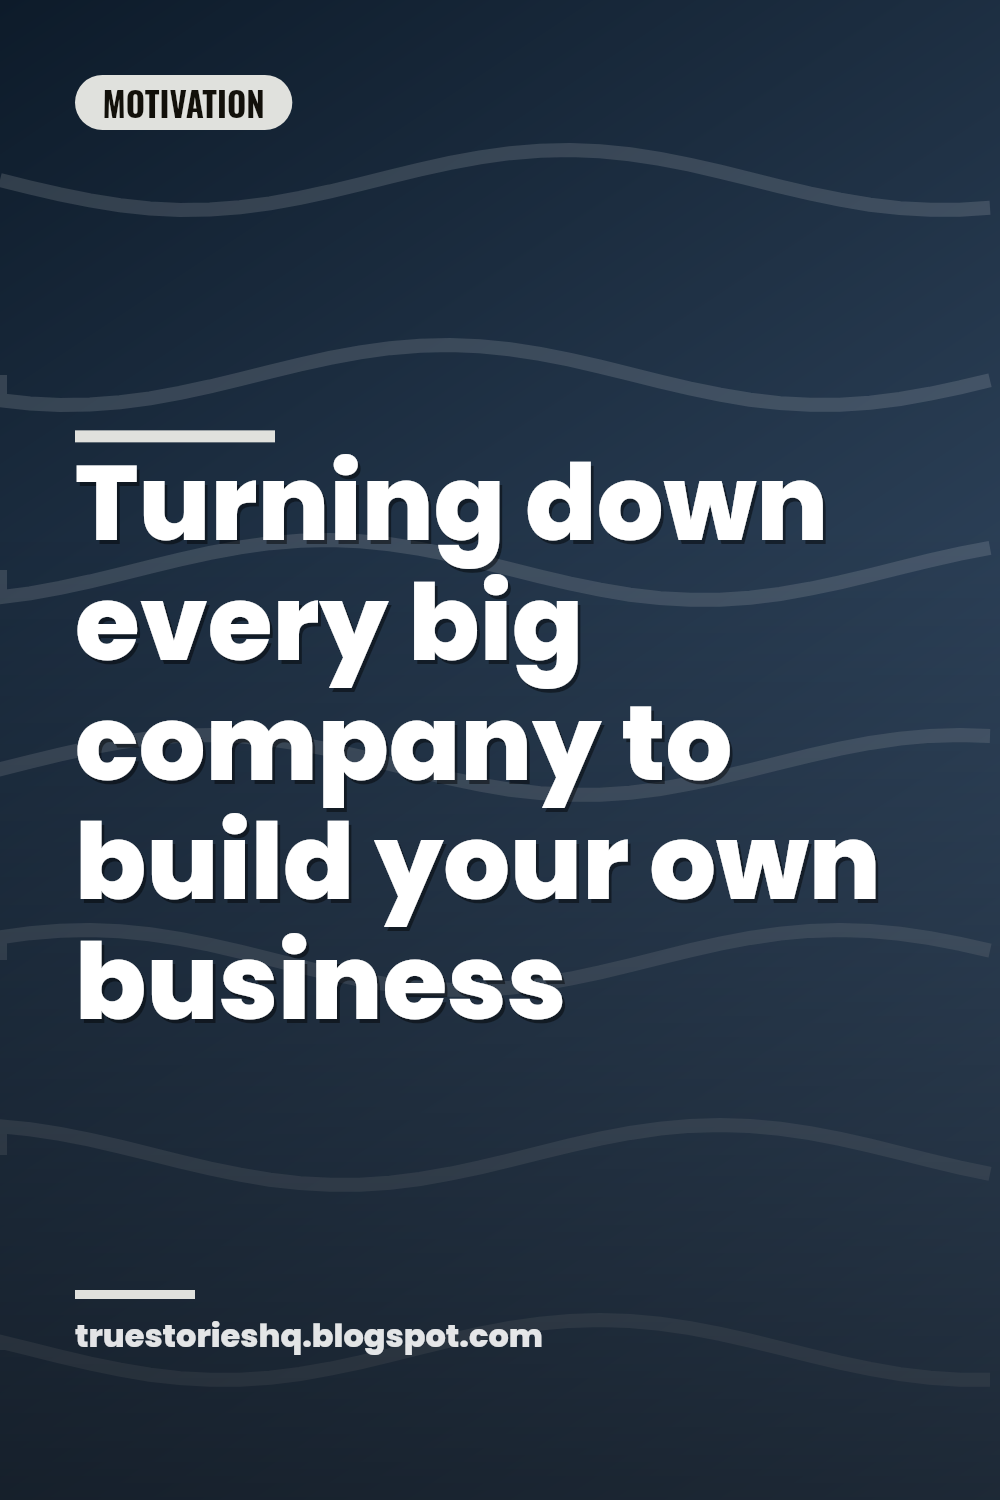 MOTIVATION
Turning down
every big
company to
build your own
business
truestorieshq.blogspot.com